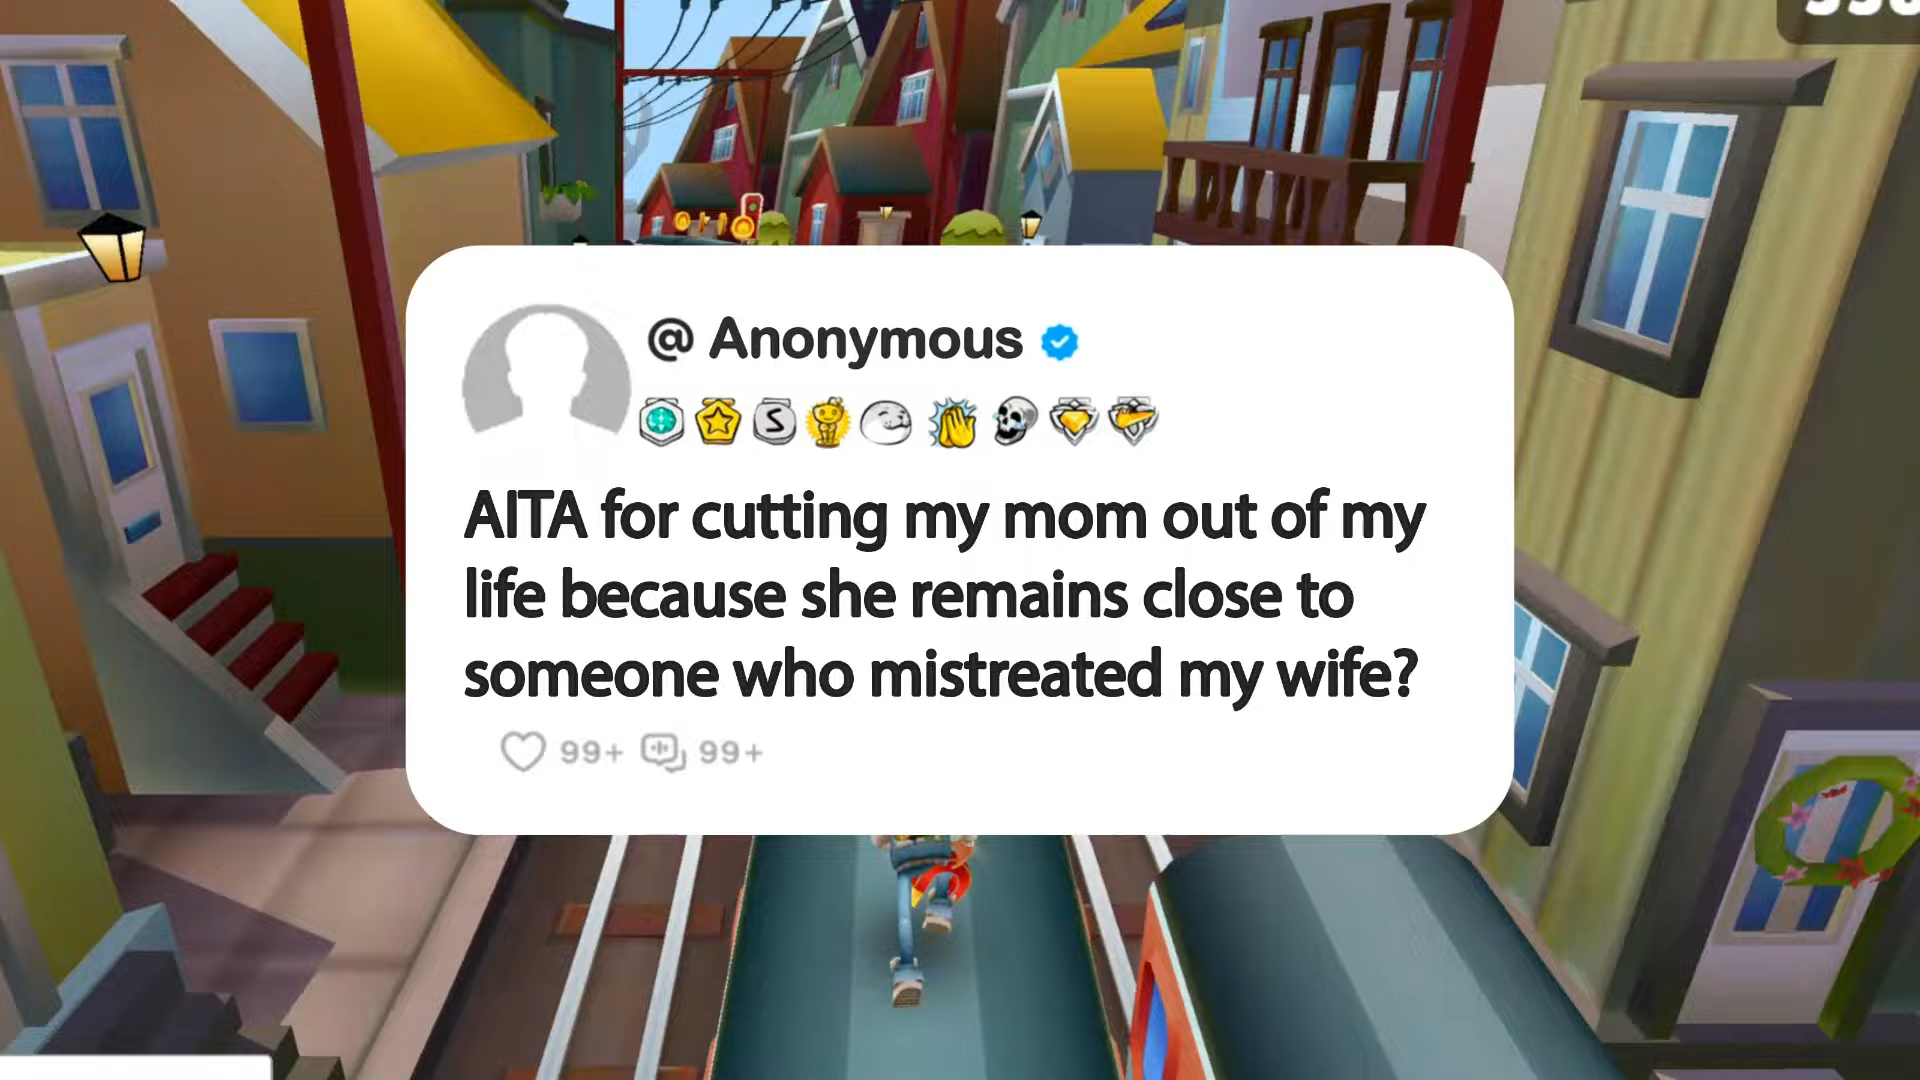 @ Anonymous
AITA for cutting my mom out of my
life because she remains close to
someone who mistreated my wife?
99+ 99+